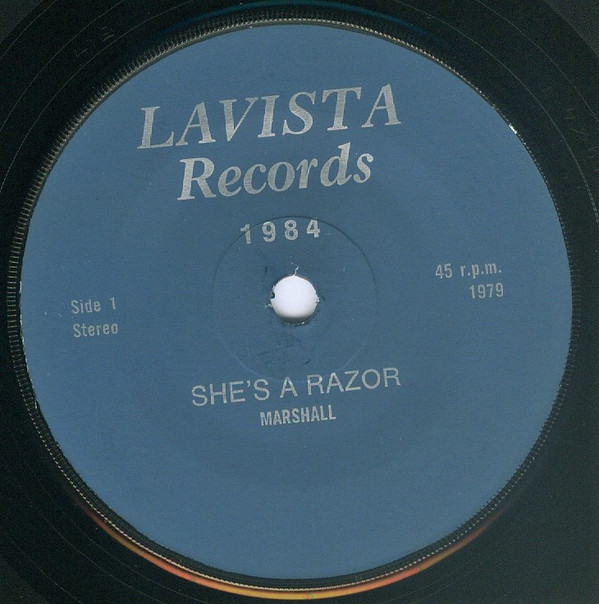 LAVISTA
Records
1984
Side 1
Stereo
45 r.p.m.
1979
SHE'S A RAZOR
MARSHALL